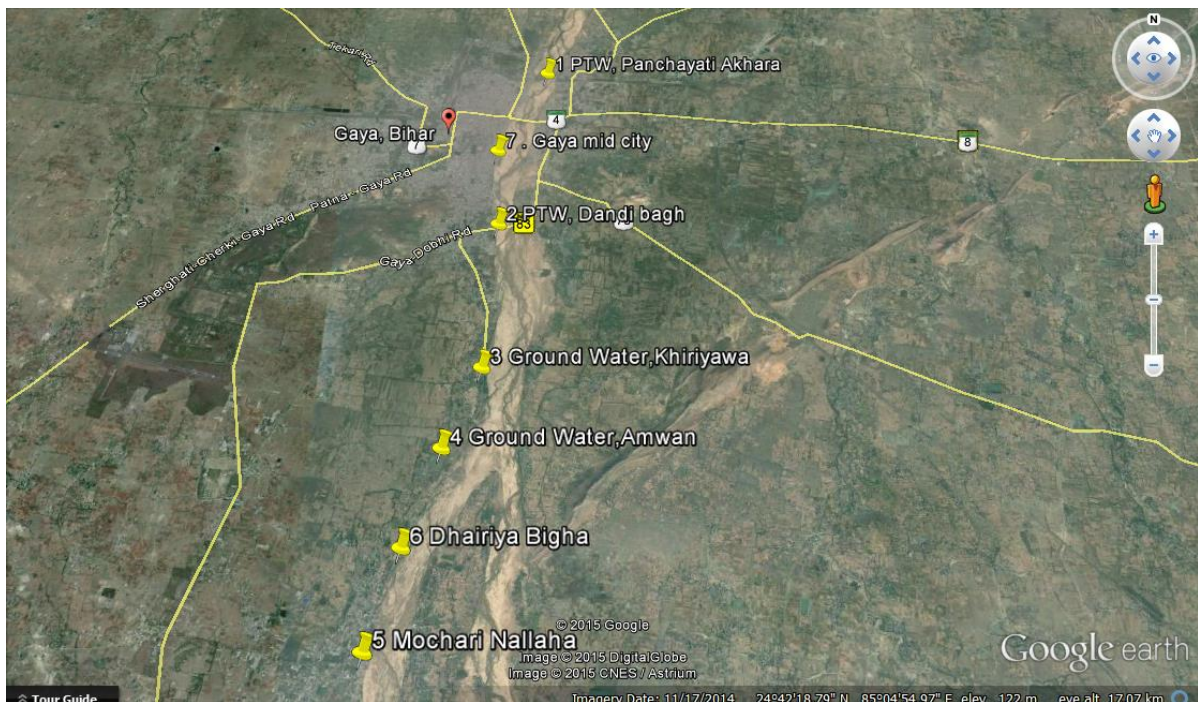 N
Tekari Rd
1 PTW, Panchayati Akhara
4
Gaya, Bihar
7
7 . Gaya mid city
8
Sherghati-Cherki-Gaya Rd
Patna - Gaya Rd
2 PTW, Dandi bagh
83
Gaya Dobhi Rd
3 Ground Water,Khiriyawa
4 Ground Water,Amwan
6 Dhairiya Bigha
5 Mochari Nallaha
© 2015 Google
Image © 2015 DigitalGlobe
Image © 2015 CNES / Astrium
Google earth
Tour Guide
Imagery Date: 11/17/2014 24°42'18.79" N 85°04'54.97" E elev 122 m eye alt 17.07 km